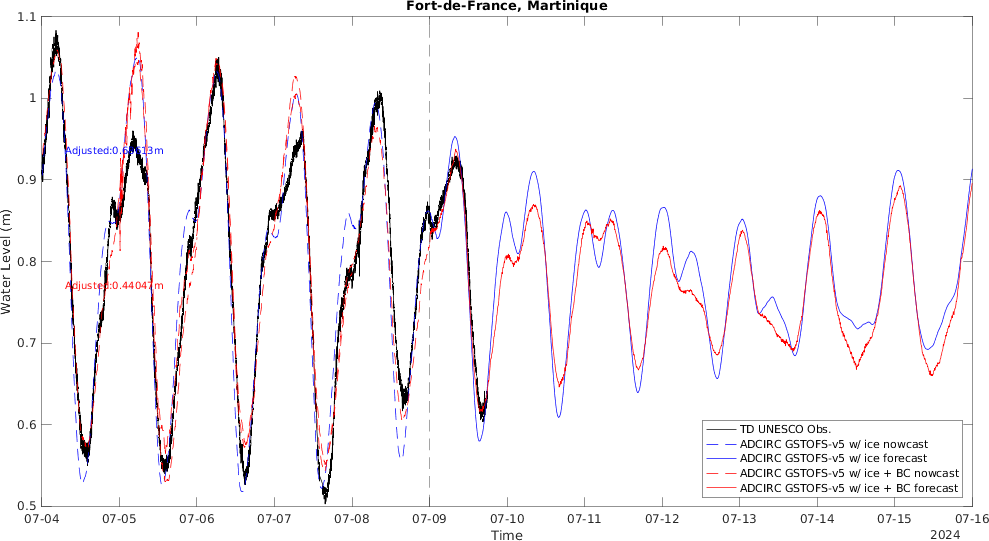 Fort-de-France, Martinique
1.1
1
0.9
0.8
0.7
0.6
0.5
Water Level (m)
Adjusted:0.44047m
TD UNESCO Obs.
ADCIRC GSTOFS-v5 w/ ice nowcast
ADCIRC GSTOFS-v5 w/ ice forecast
ADCIRC GSTOFS-v5 w/ ice + BC nowcast
ADCIRC GSTOFS-v5 w/ ice + BC forecast
07-04 07-05 07-06 07-07 07-08 07-09 07-10 07-11 07-12 07-13 07-14 07-15 07-16
Time
2024